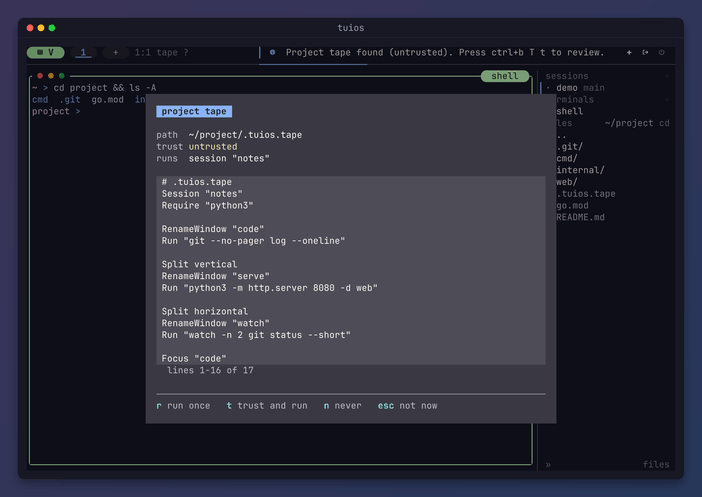 tuios
V 1 + 1:1 tape ? Project tape found (untrusted). Press ctrl+b T t to review. +
shell
~ > cd project && ls -A
cmd .git go.mod in
project >
project tape
path ~/project/.tuios.tape
trust untrusted
runs session "notes"
# .tuios.tape
Session "notes"
Require "python3"
RenameWindow "code"
Run "git --no-pager log --oneline"
Split vertical
RenameWindow "serve"
Run "python3 -m http.server 8080 -d web"
Split horizontal
RenameWindow "watch"
Run "watch -n 2 git status --short"
Focus "code"
lines 1-16 of 17
r run once t trust and run n never esc not now
sessions
demo main
rminals
shell
les ~/project cd
..
.git/
cmd/
internal/
web/
.tuios.tape
go.mod
README.md
» files